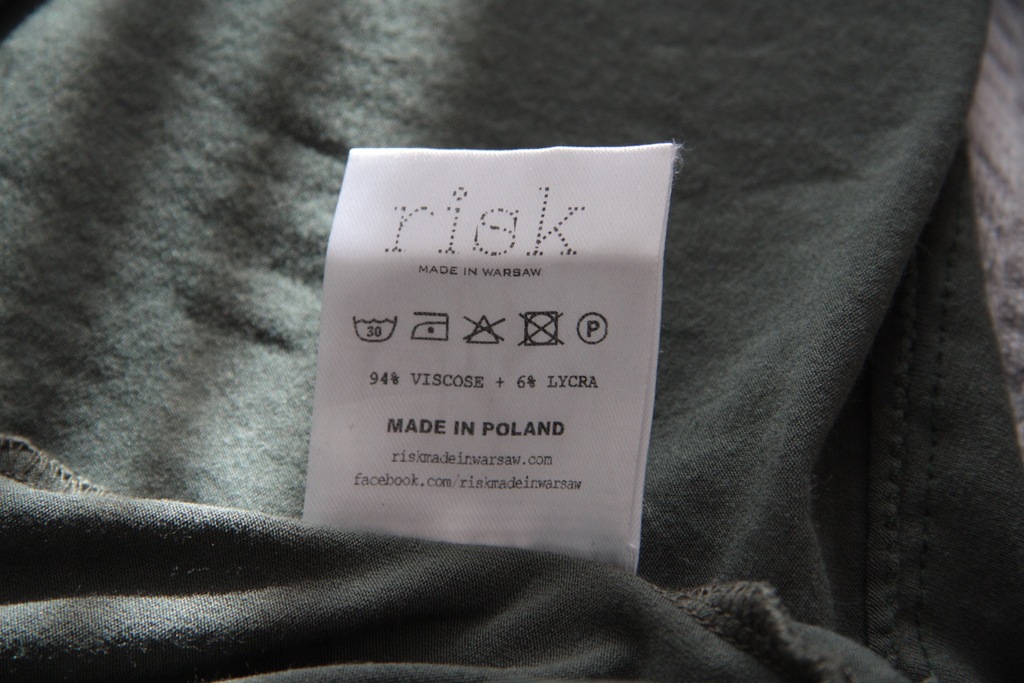 risk
MADE IN WARSAW
30 P
94% VISCOSE + 6% LYCRA
MADE IN POLAND
riskmadeinwarsaw.com
facebook.com/riskmadeinwarsaw